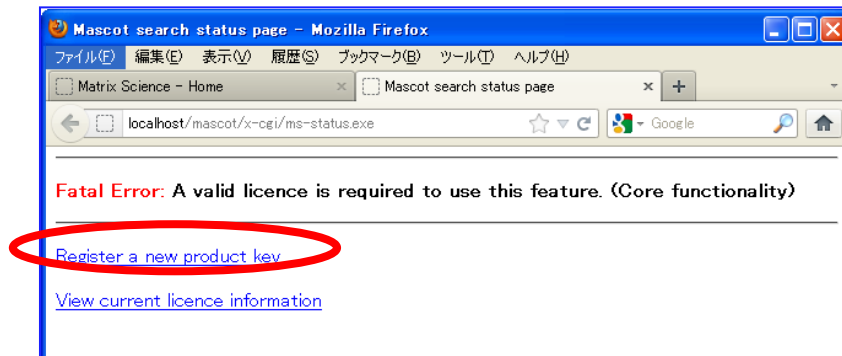 Mascot search status page - Mozilla Firefox
ファイル(F) 編集(E) 表示(V) 履歴(S) ブックマーク(B) ツール(T) ヘルプ(H)
Matrix Science - Home × Mascot search status page × +
localhost/mascot/x-cgi/ms-status.exe Google
Fatal Error: A valid licence is required to use this feature. (Core functionality)
Register a new product key
View current licence information